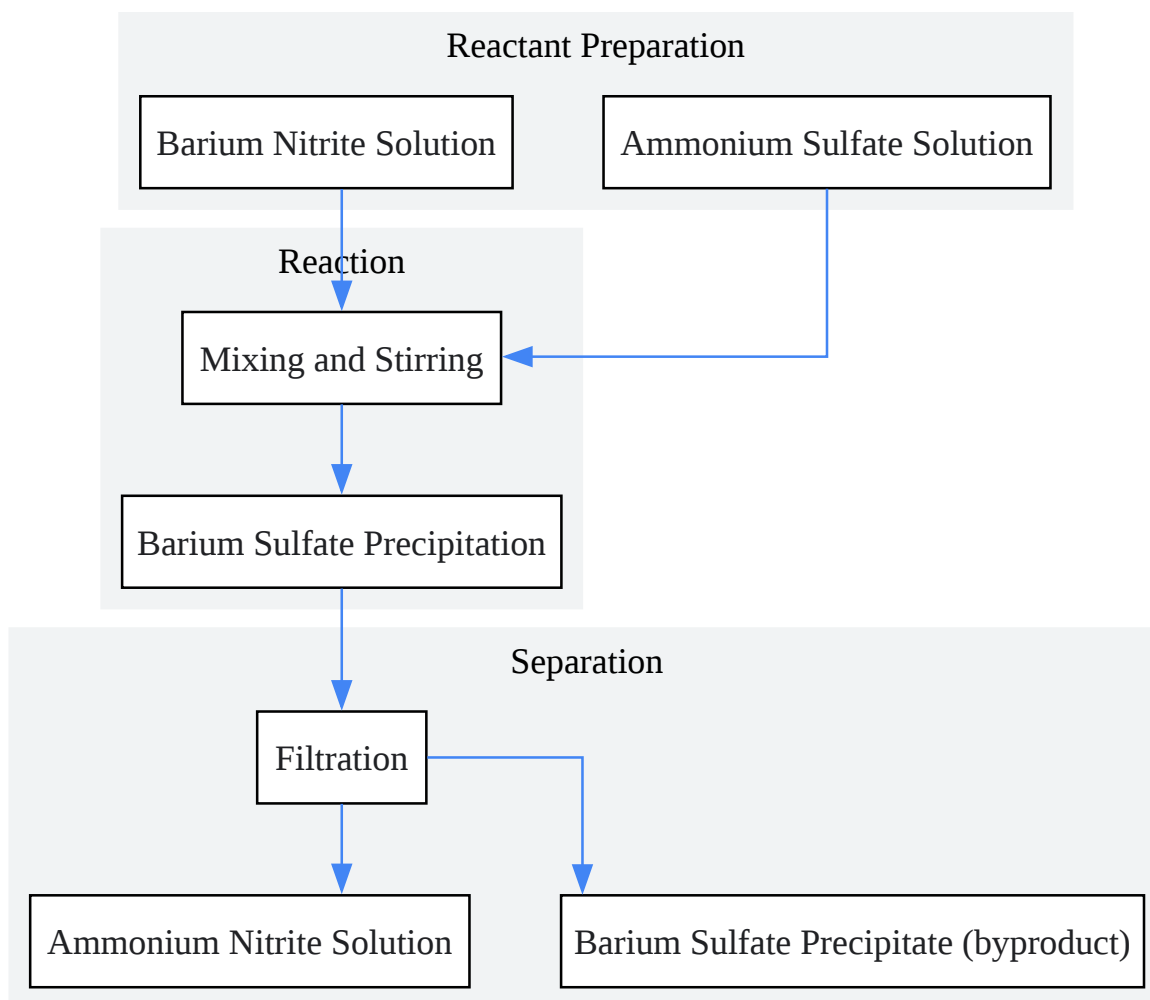 Reactant Preparation
Barium Nitrite Solution
Ammonium Sulfate Solution
Reaction
Mixing and Stirring
Barium Sulfate Precipitation
Separation
Filtration
Ammonium Nitrite Solution
Barium Sulfate Precipitate (byproduct)